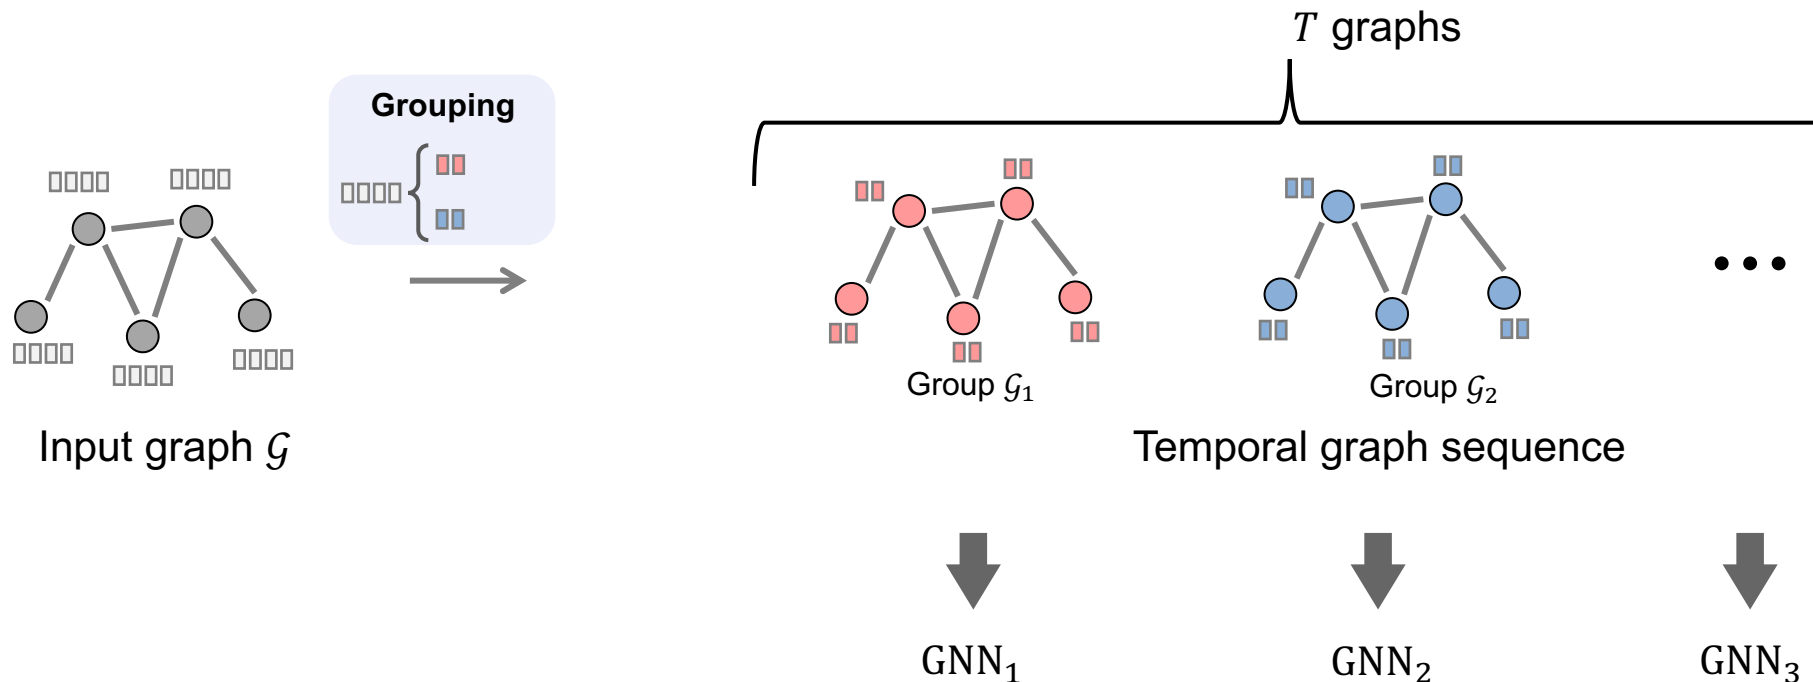 T graphs
Grouping
Group 𝒢₁
Group 𝒢₂
Input graph 𝒢
Temporal graph sequence
GNN₁
GNN₂
GNN₃